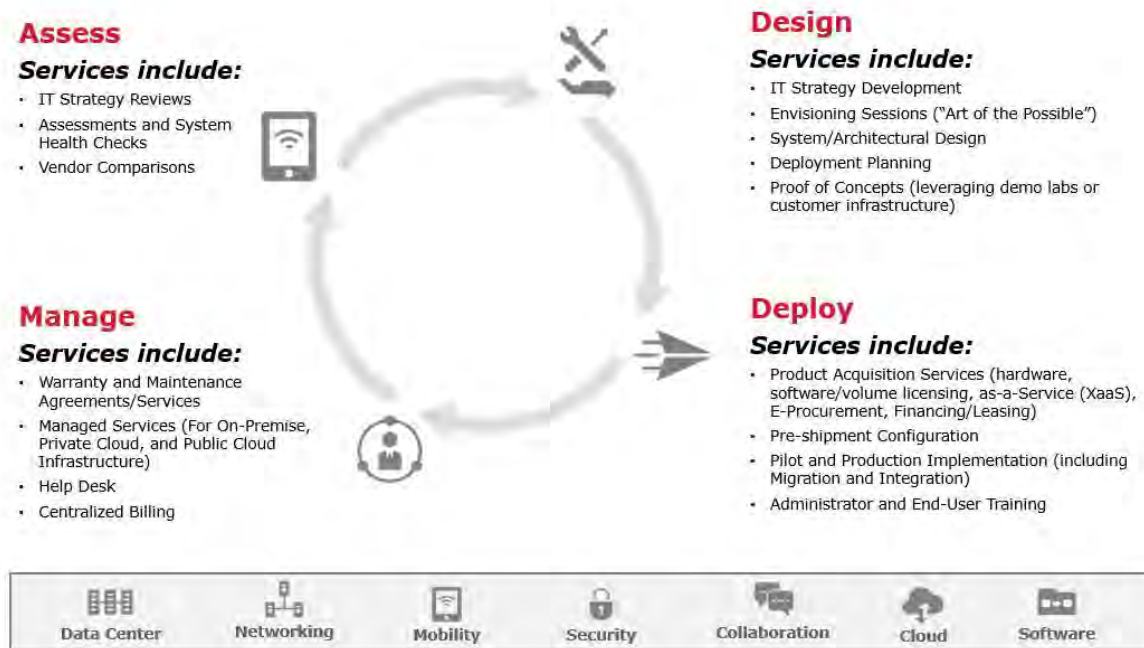 Assess
Services include:
• IT Strategy Reviews
• Assessments and System
Health Checks
• Vendor Comparisons
Design
Services include:
• IT Strategy Development
• Envisioning Sessions (“Art of the Possible”)
• System/Architectural Design
• Deployment Planning
• Proof of Concepts (leveraging demo labs or
customer infrastructure)
Manage
Services include:
• Warranty and Maintenance
Agreements/Services
• Managed Services (For On-Premise,
Private Cloud, and Public Cloud
Infrastructure)
• Help Desk
• Centralized Billing
Deploy
Services include:
• Product Acquisition Services (hardware,
software/volume licensing, as-a-Service (XaaS),
E-Procurement, Financing/Leasing)
• Pre-shipment Configuration
• Pilot and Production Implementation (including
Migration and Integration)
• Administrator and End-User Training
Data Center
Networking
Mobility
Security
Collaboration
Cloud
Software